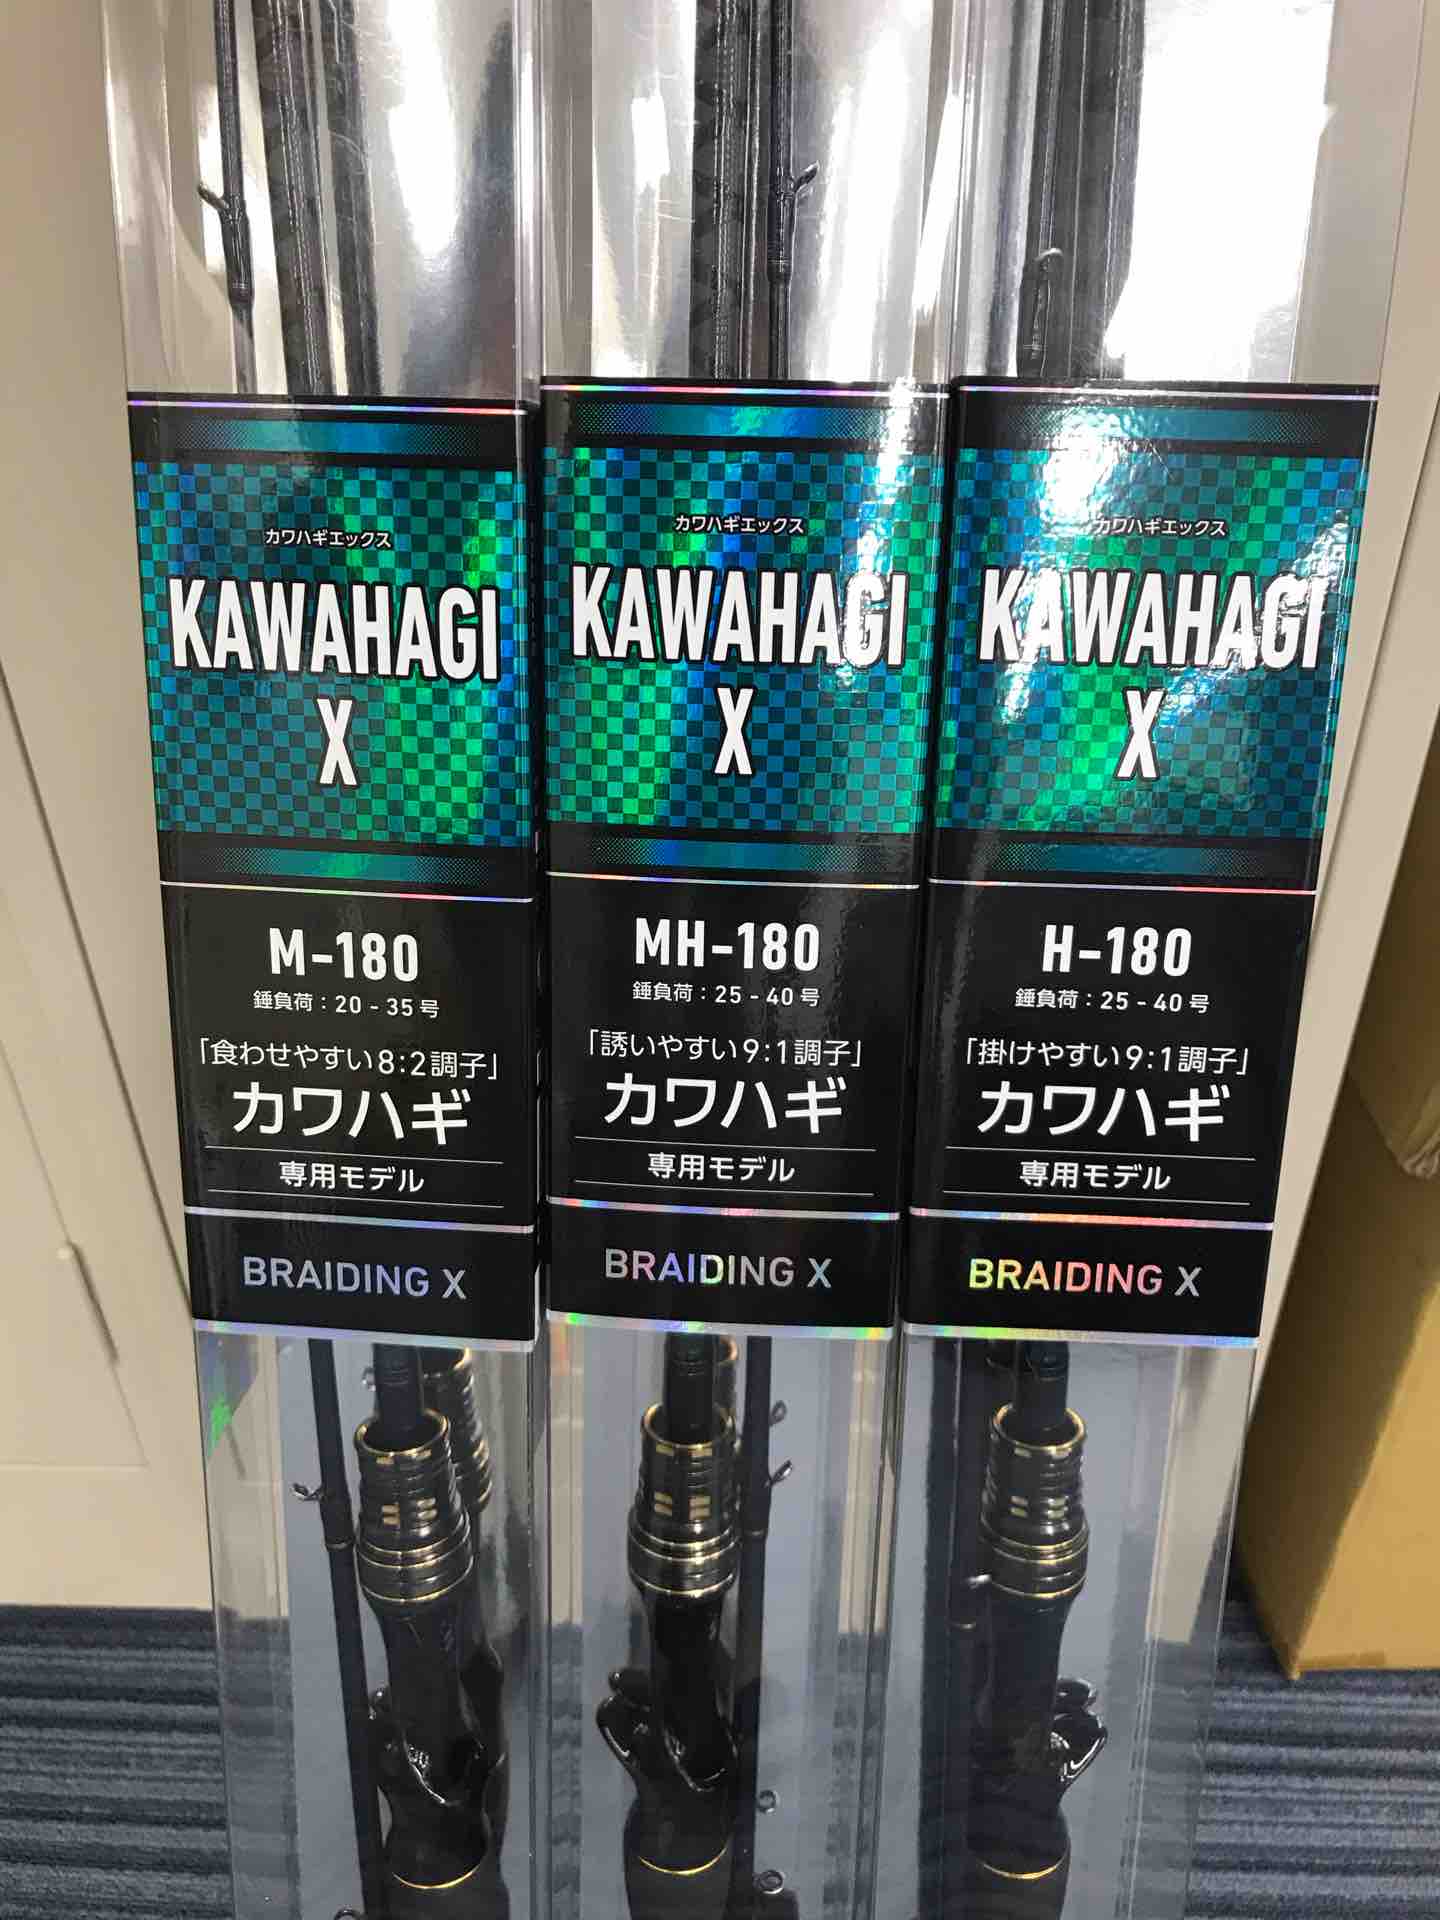 カワハギエックス
KAWAHAGI
X
M-180
錘負荷：20 - 35 号
「食わせやすい8:2調子」
カワハギ
専用モデル
BRAIDING X
カワハギエックス
KAWAHAGI
X
MH-180
錘負荷：25 - 40 号
「誘いやすい9:1調子」
カワハギ
専用モデル
BRAIDING X
カワハギエックス
KAWAHAGI
X
H-180
錘負荷：25 - 40 号
「掛けやすい9:1調子」
カワハギ
専用モデル
BRAIDING X